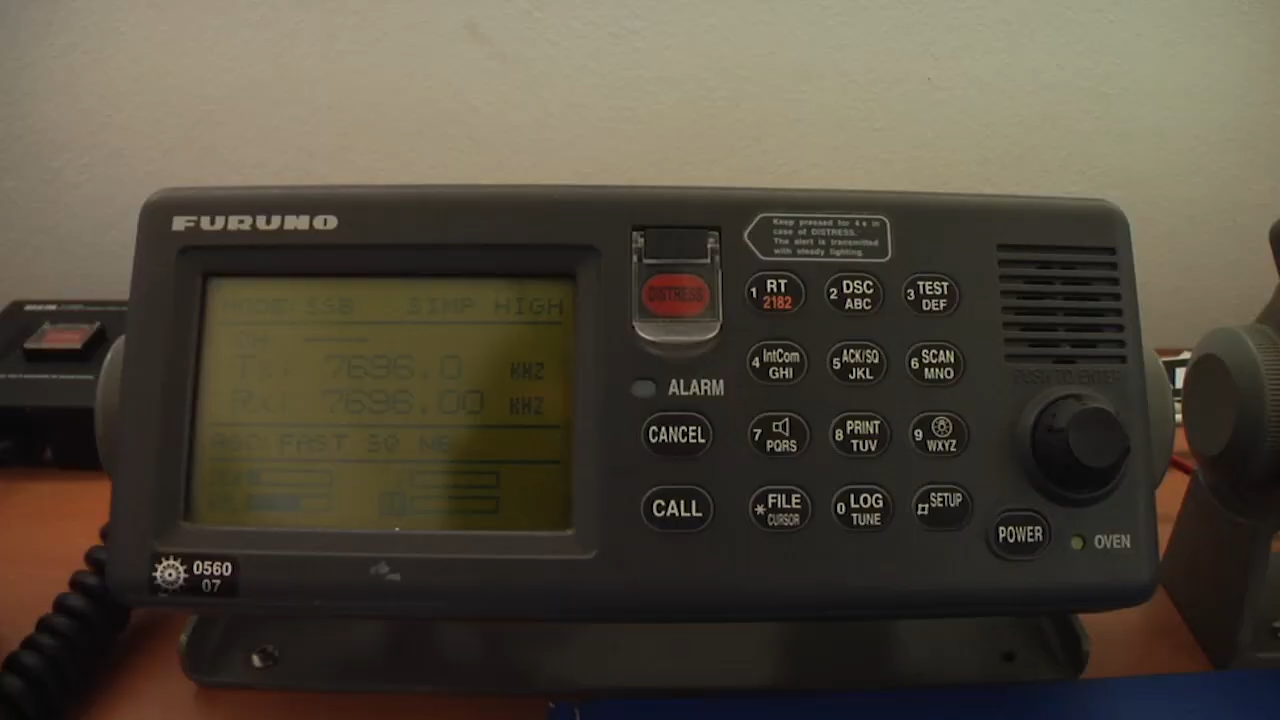 FURUNO
MODE SSB SIMP HIGH
CH
Tx: 7696.0 KHZ
Rx: 7696.00 KHZ
AGC FAST 30 NB
DISTRESS
Keep pressed for 4 s in
case of DISTRESS.
The alert is transmitted
with steady lighting.
1 RT
2182
2 DSC
ABC
3 TEST
DEF
ALARM
4 IntCom
GHI
5 ACK/SQ
JKL
6 SCAN
MNO
PUSH TO ENTER
CANCEL
7
PQRS
8 PRINT
TUV
9
WXYZ
CALL
* FILE
CURSOR
0 LOG
TUNE
# SETUP
POWER
OVEN
0560
07